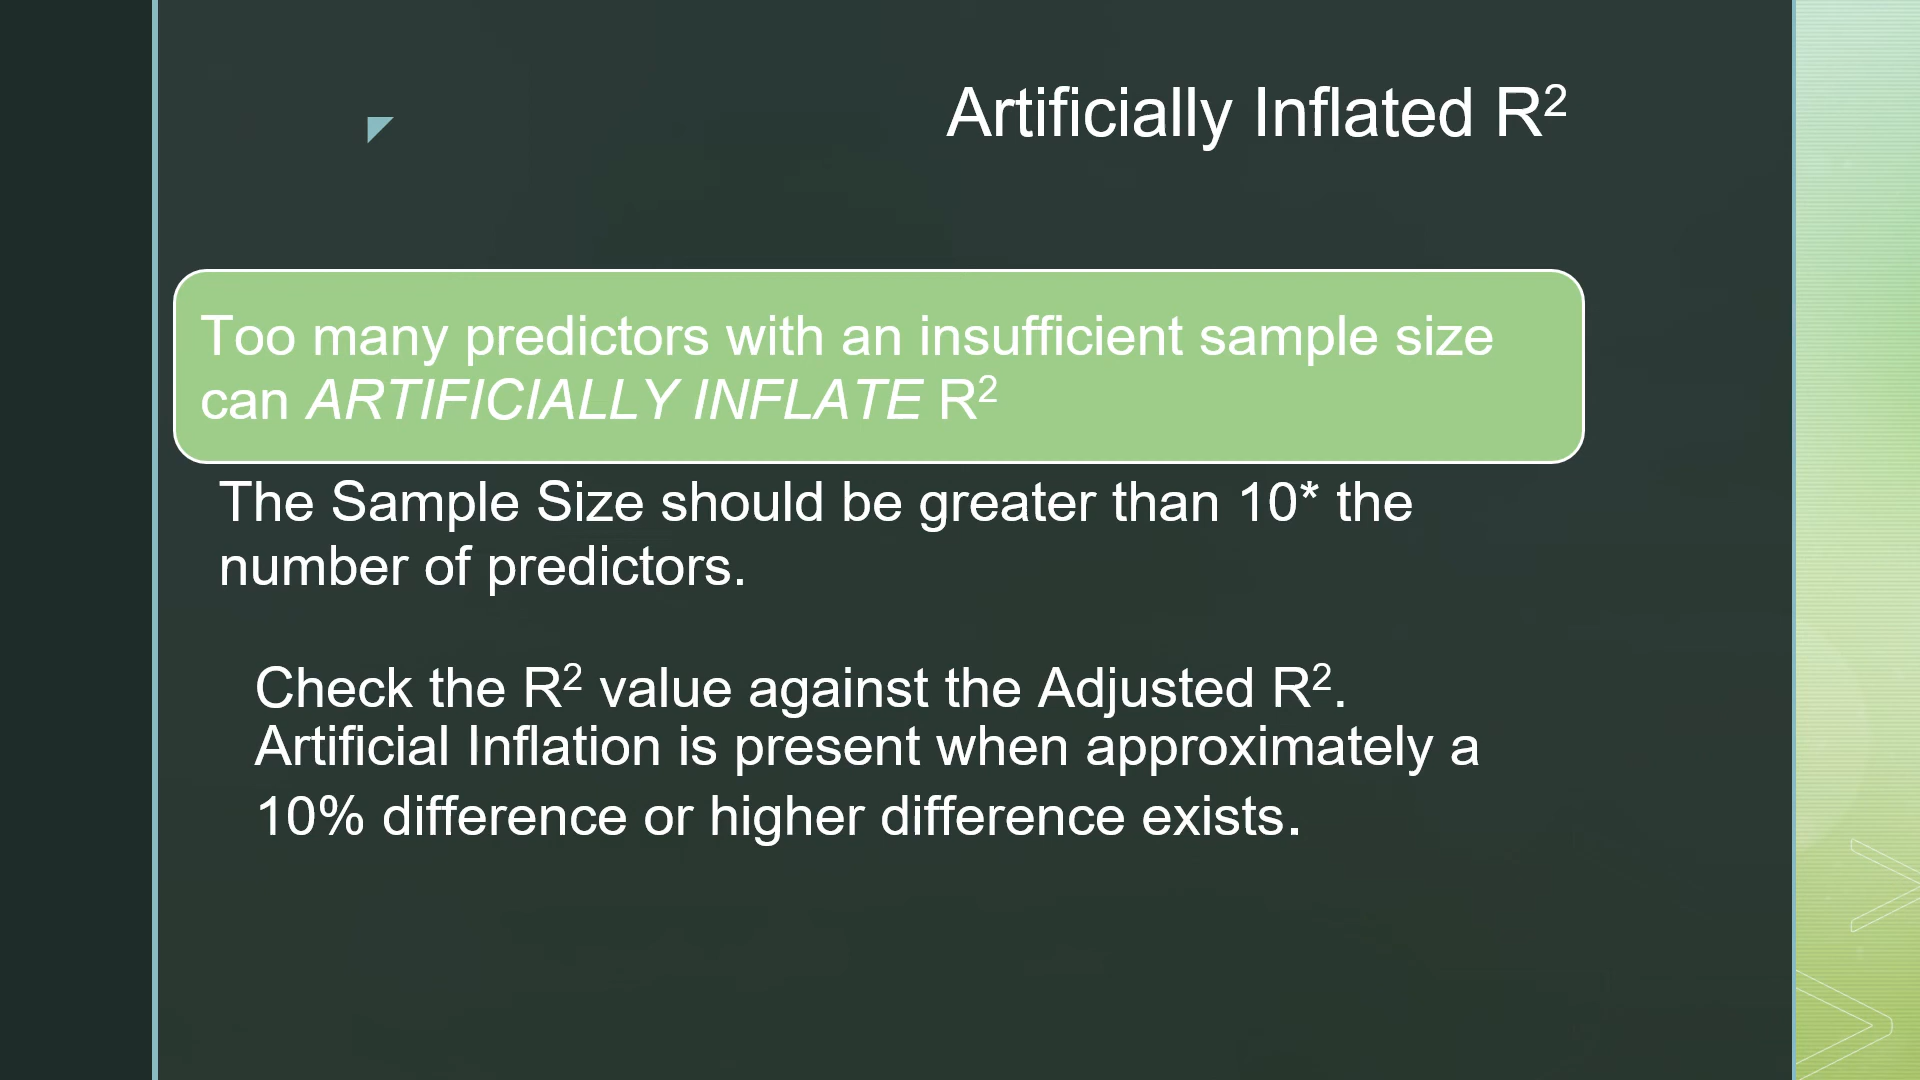 Artificially Inflated R²
Too many predictors with an insufficient sample size
can ARTIFICIALLY INFLATE R²
The Sample Size should be greater than 10* the
number of predictors.
Check the R² value against the Adjusted R².
Artificial Inflation is present when approximately a
10% difference or higher difference exists.